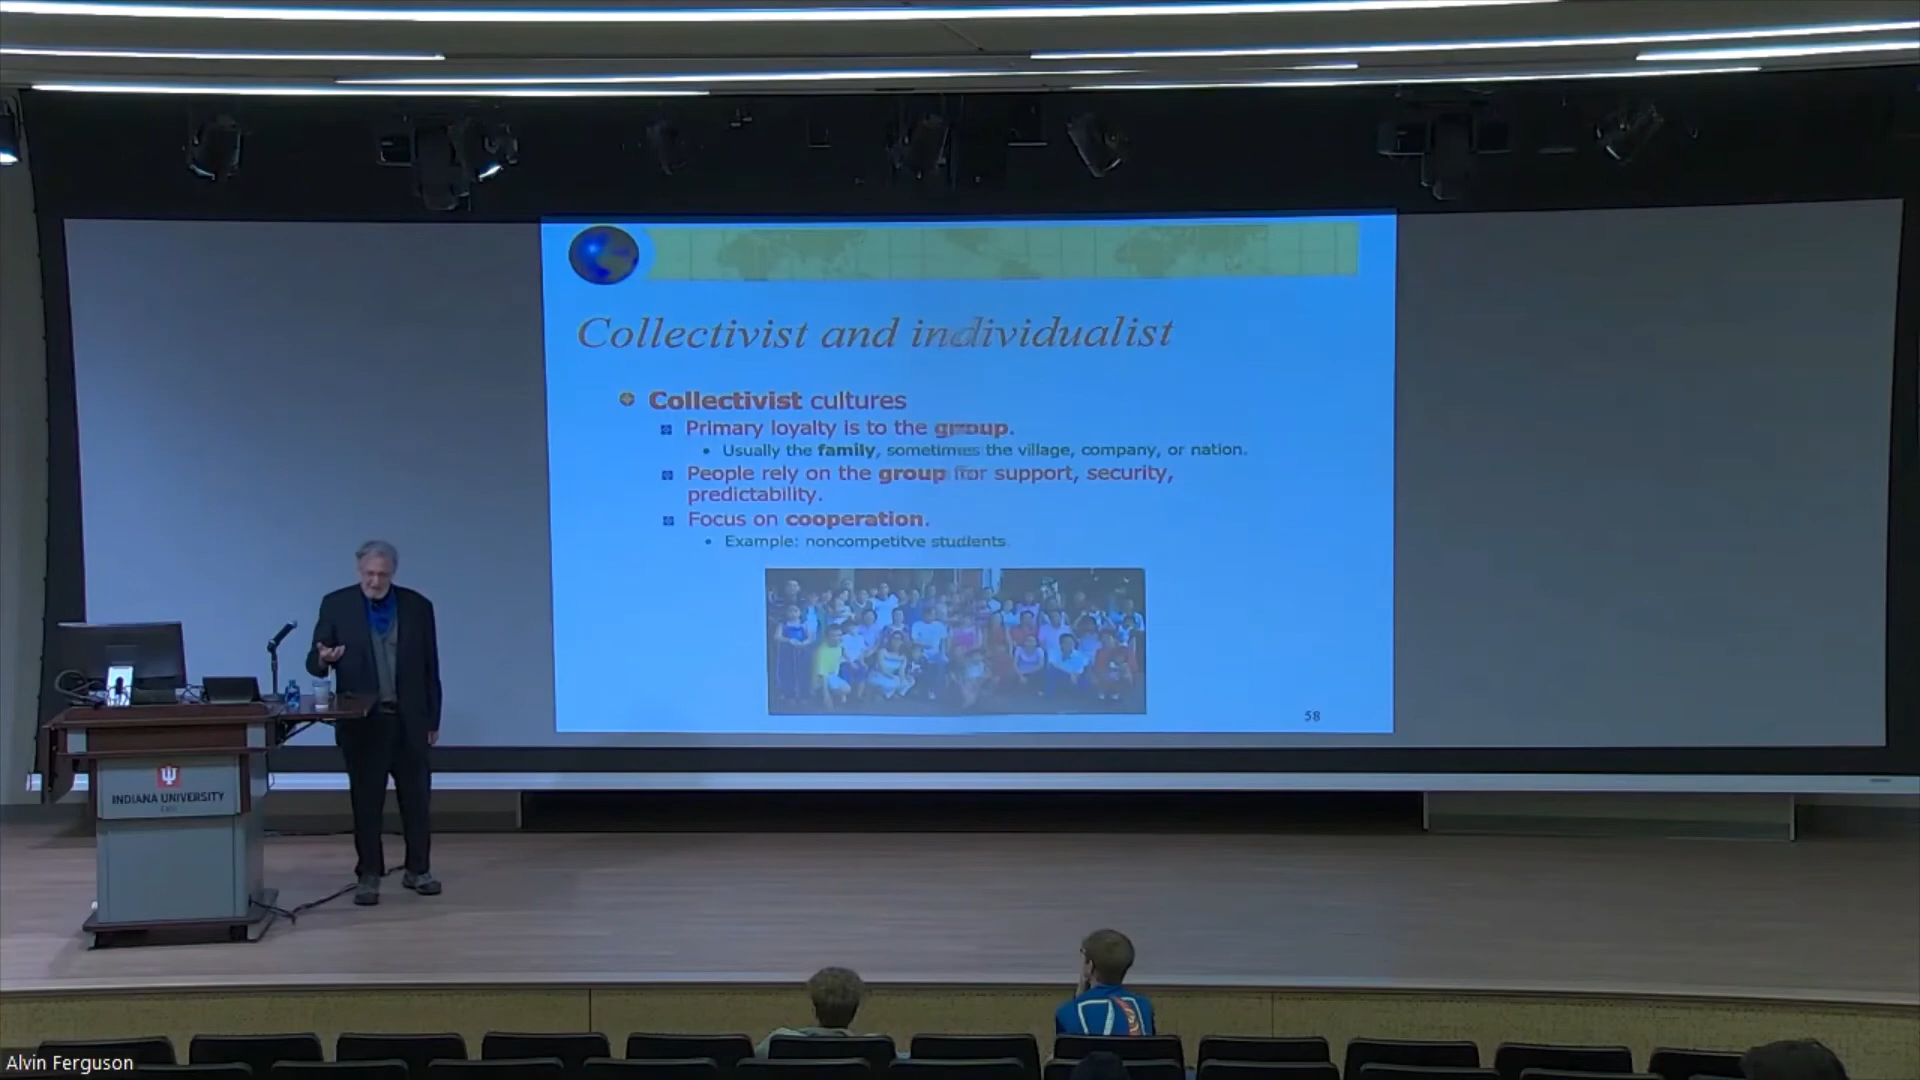 Collectivist and individualist
Collectivist cultures
Primary loyalty is to the group.
Usually the family, sometimes the village, company, or nation.
People rely on the group for support, security,
predictability.
Focus on cooperation.
Example: noncompetitve students.
58
INDIANA UNIVERSITY
Alvin Ferguson